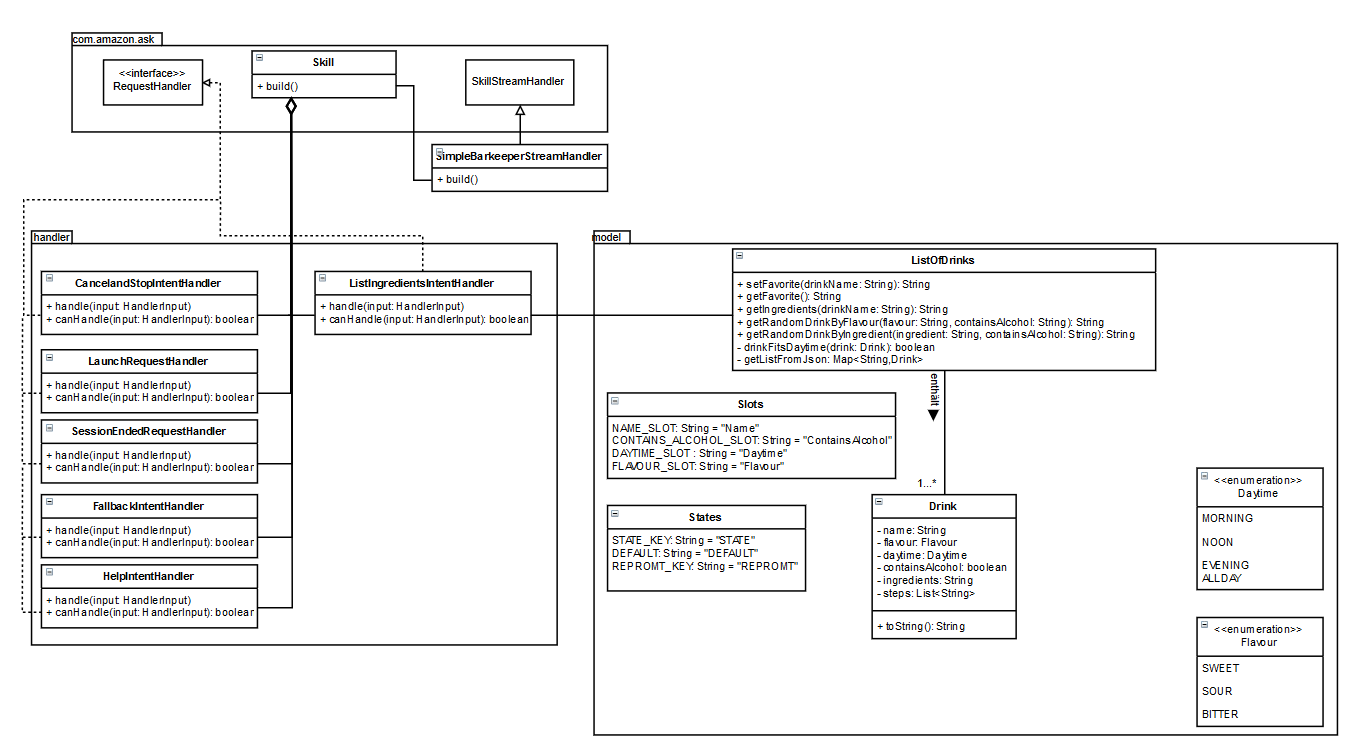 com.amazon.ask
<<interface>>
RequestHandler
Skill
+ build()
SkillStreamHandler
SimpleBarkeeperStreamHandler
+ build()
handler
CancelandStopIntentHandler
+ handle(input: HandlerInput)
+ canHandle(input: HandlerInput): boolean
ListIngredientsIntentHandler
+ handle(input: HandlerInput)
+ canHandle(input: HandlerInput): boolean
LaunchRequestHandler
+ handle(input: HandlerInput)
+ canHandle(input: HandlerInput): boolean
SessionEndedRequestHandler
+ handle(input: HandlerInput)
+ canHandle(input: HandlerInput): boolean
FallbackIntentHandler
+ handle(input: HandlerInput)
+ canHandle(input: HandlerInput): boolean
HelpIntentHandler
+ handle(input: HandlerInput)
+ canHandle(input: HandlerInput): boolean
model
ListOfDrinks
+ setFavorite(drinkName: String): String
+ getFavorite(): String
+ getIngredients(drinkName: String): String
+ getRandomDrinkByFlavour(flavour: String, containsAlcohol: String): String
+ getRandomDrinkByIngredient(ingredient: String, containsAlcohol: String): String
- drinkFitsDaytime(drink: Drink): boolean
- getListFromJson: Map<String,Drink>
enthält
1...*
Slots
NAME_SLOT: String = "Name"
CONTAINS_ALCOHOL_SLOT: String = "ContainsAlcohol"
DAYTIME_SLOT : String = "Daytime"
FLAVOUR_SLOT: String = "Flavour"
States
STATE_KEY: String = "STATE"
DEFAULT: String = "DEFAULT"
REPROMT_KEY: String = "REPROMT"
Drink
- name: String
- flavour: Flavour
- daytime: Daytime
- containsAlcohol: boolean
- ingredients: String
- steps: List<String>
+ toString(): String
<<enumeration>>
Daytime
MORNING
NOON
EVENING
ALLDAY
<<enumeration>>
Flavour
SWEET
SOUR
BITTER